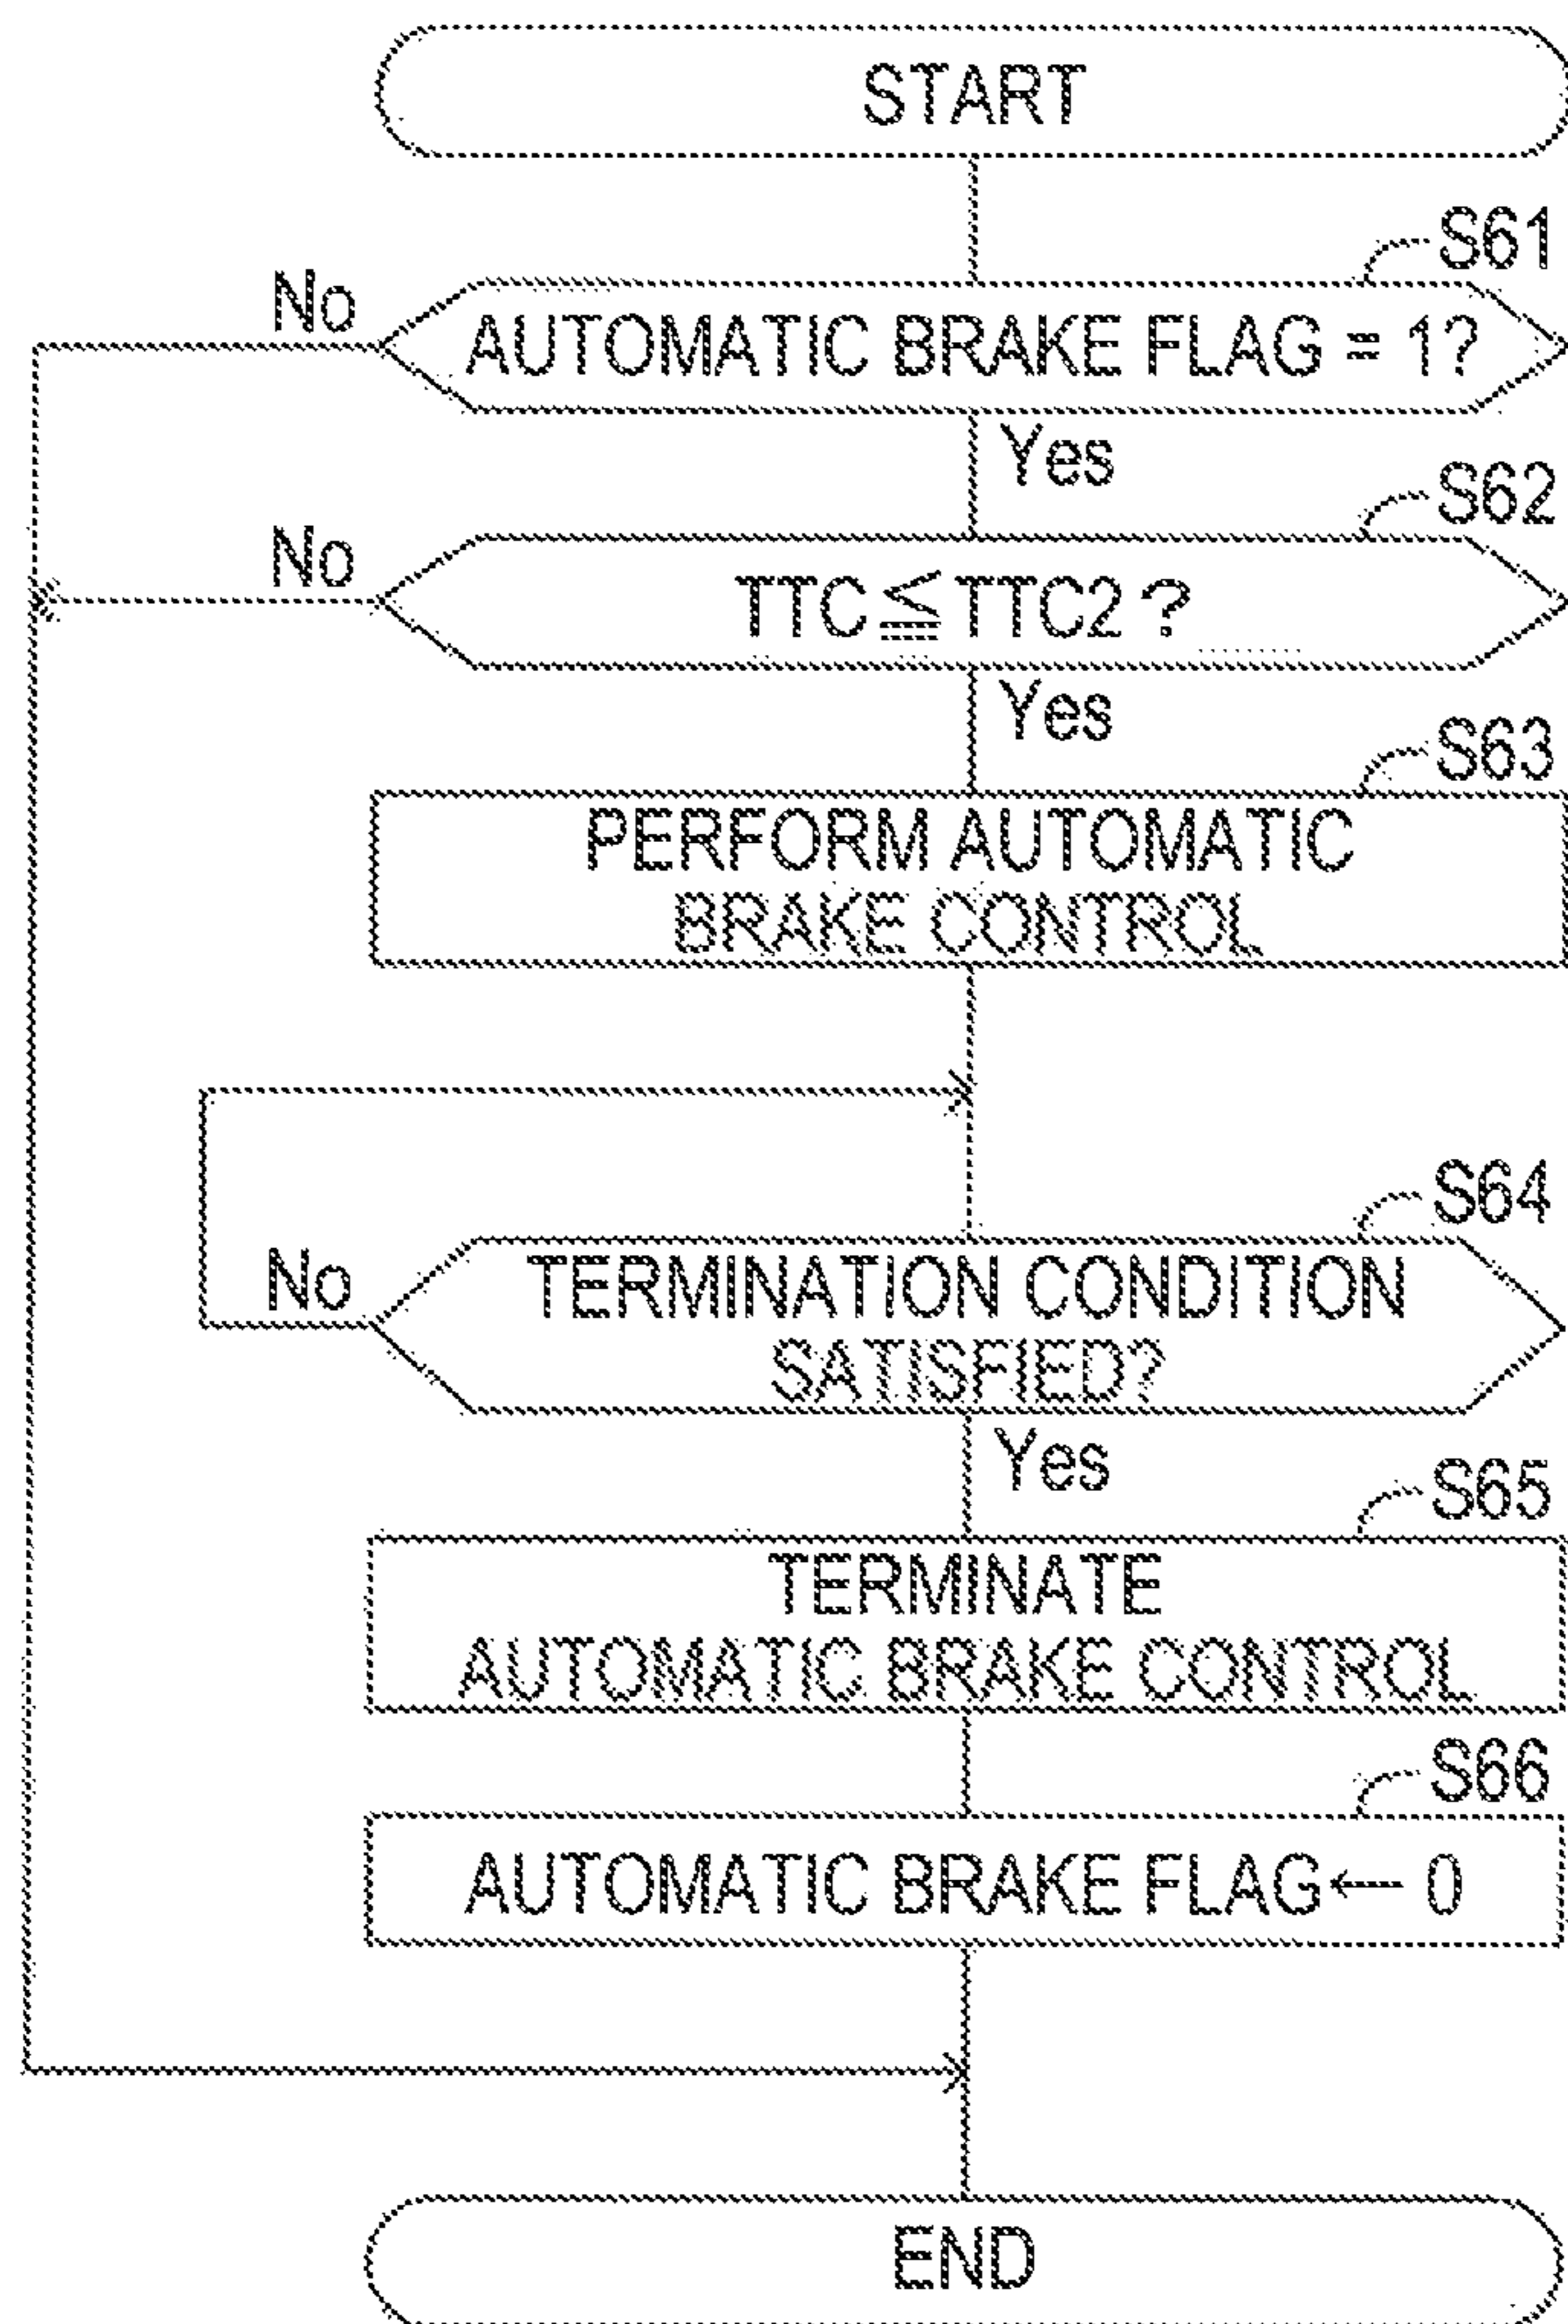 START
S61
No
AUTOMATIC BRAKE FLAG = 1?
Yes
S62
No
TTC≦TTC2 ?
Yes
S63
PERFORM AUTOMATIC
BRAKE CONTROL
S64
No
TERMINATION CONDITION
SATISFIED?
Yes
S65
TERMINATE
AUTOMATIC BRAKE CONTROL
S66
AUTOMATIC BRAKE FLAG← 0
END